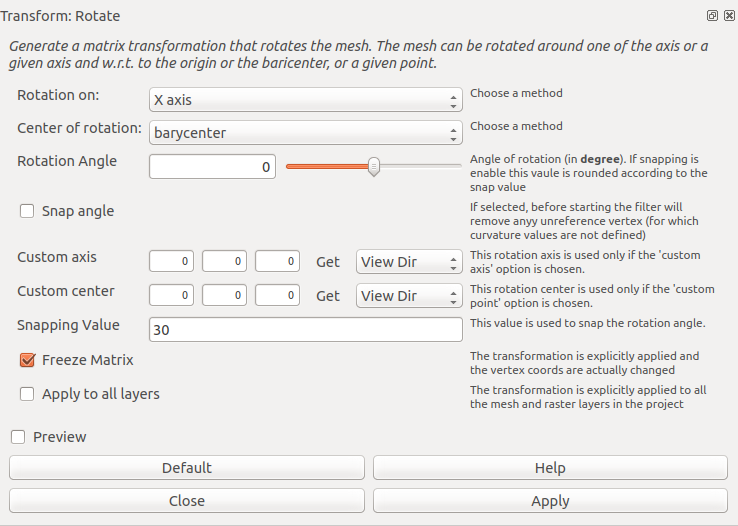 Transform: Rotate
Generate a matrix transformation that rotates the mesh. The mesh can be rotated around one of the axis or a
given axis and w.r.t. to the origin or the baricenter, or a given point.
Rotation on: X axis Choose a method
Center of rotation: barycenter Choose a method
Rotation Angle 0 Angle of rotation (in degree). If snapping is
enable this vaule is rounded according to the
snap value
Snap angle If selected, before starting the filter will
remove anyy unreference vertex (for which
curvature values are not defined)
Custom axis 0 0 0 Get View Dir This rotation axis is used only if the 'custom
axis' option is chosen.
Custom center 0 0 0 Get View Dir This rotation center is used only if the 'custom
point' option is chosen.
Snapping Value 30 This value is used to snap the rotation angle.
Freeze Matrix The transformation is explicitly applied and
the vertex coords are actually changed
Apply to all layers The transformation is explicitly applied to all
the mesh and raster layers in the project
Preview
Default Help
Close Apply